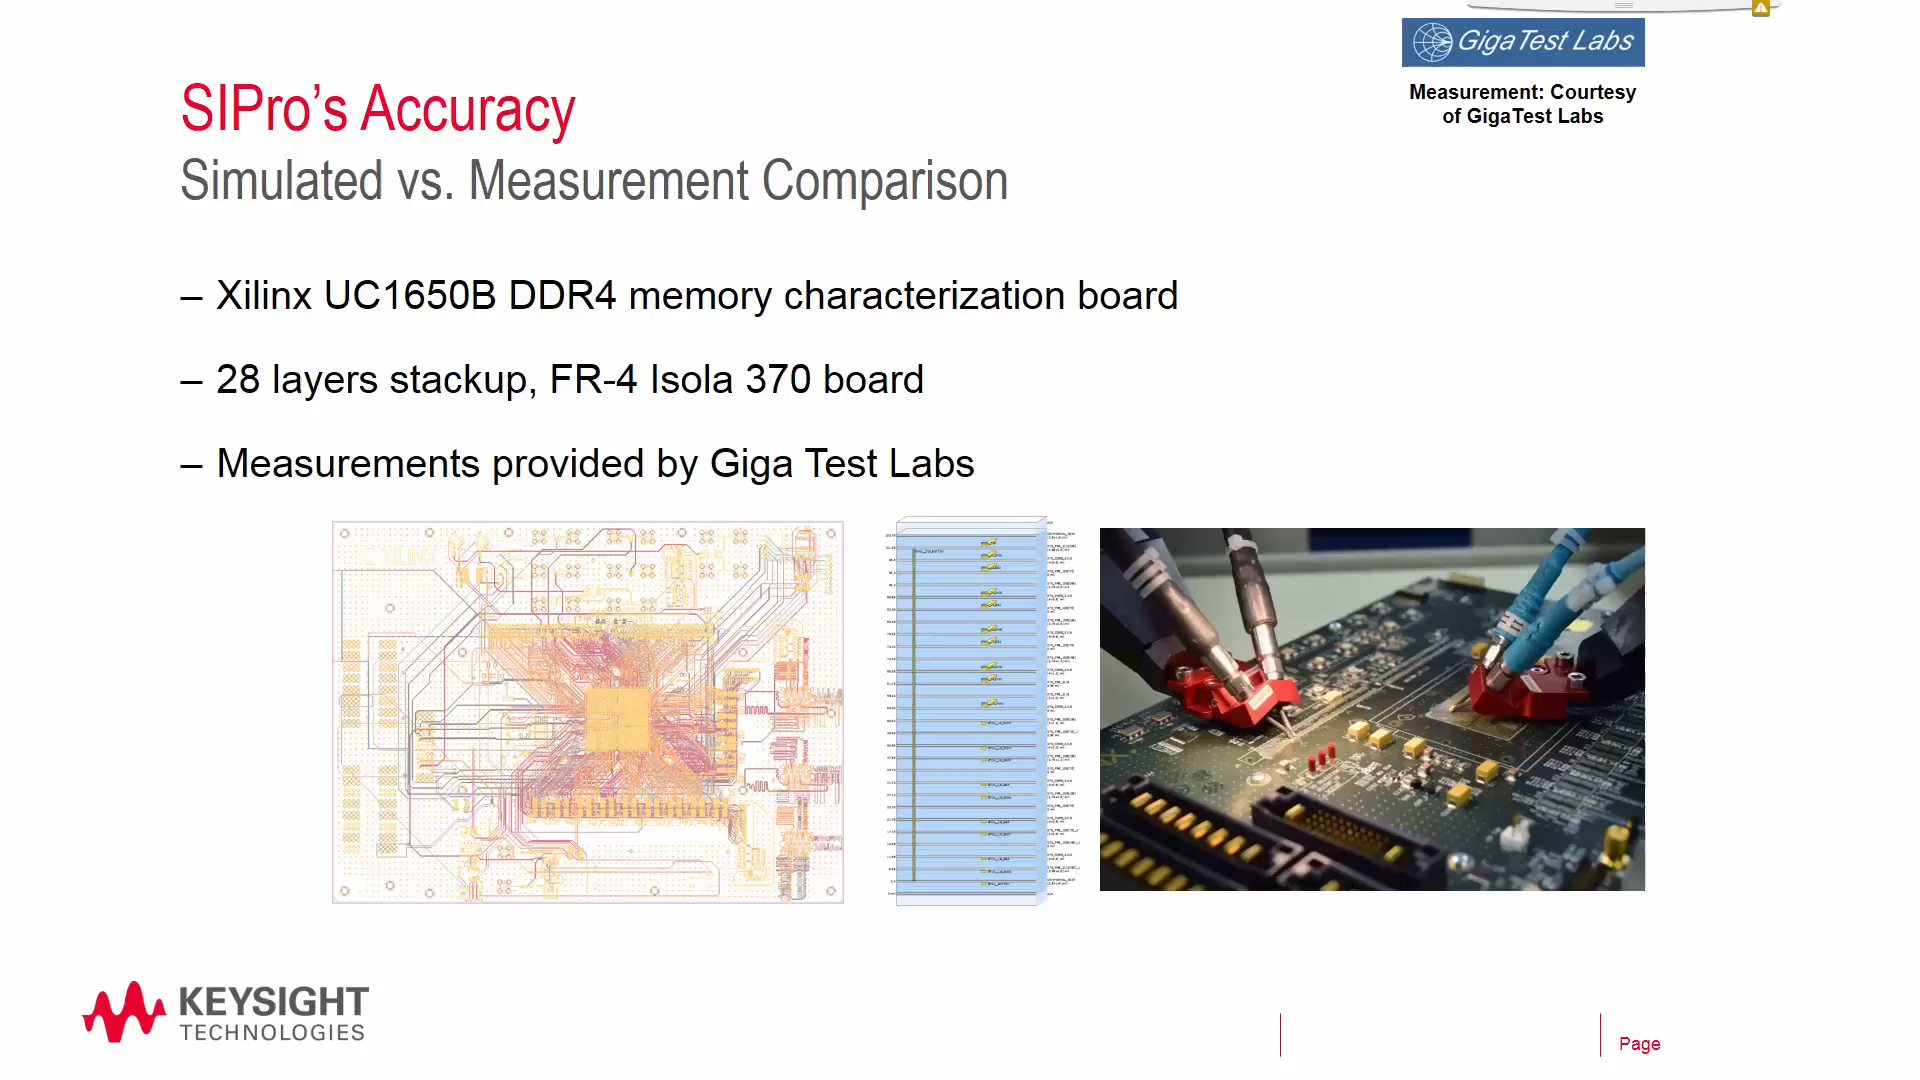 GigaTest Labs
Measurement: Courtesy
of GigaTest Labs
SIPro’s Accuracy
Simulated vs. Measurement Comparison
– Xilinx UC1650B DDR4 memory characterization board
– 28 layers stackup, FR-4 Isola 370 board
– Measurements provided by Giga Test Labs
XILINX
KEYSIGHT
TECHNOLOGIES
Page